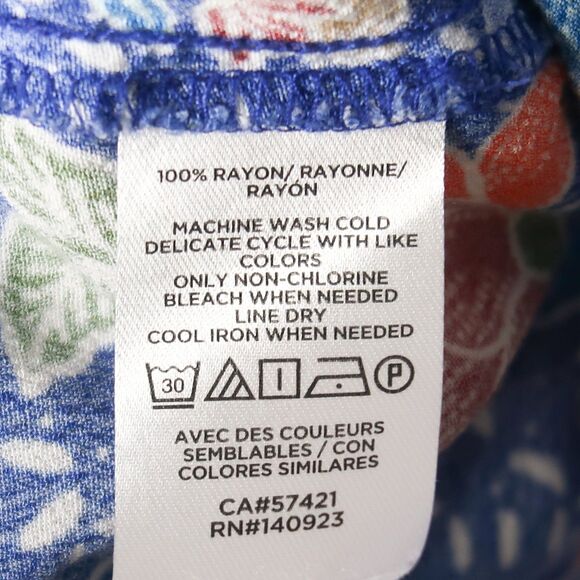 100% RAYON/ RAYONNE/
RAYÓN
MACHINE WASH COLD
DELICATE CYCLE WITH LIKE
COLORS
ONLY NON-CHLORINE
BLEACH WHEN NEEDED
LINE DRY
COOL IRON WHEN NEEDED
30 P
AVEC DES COULEURS
SEMBLABLES / CON
COLORES SIMILARES
CA#57421
RN#140923